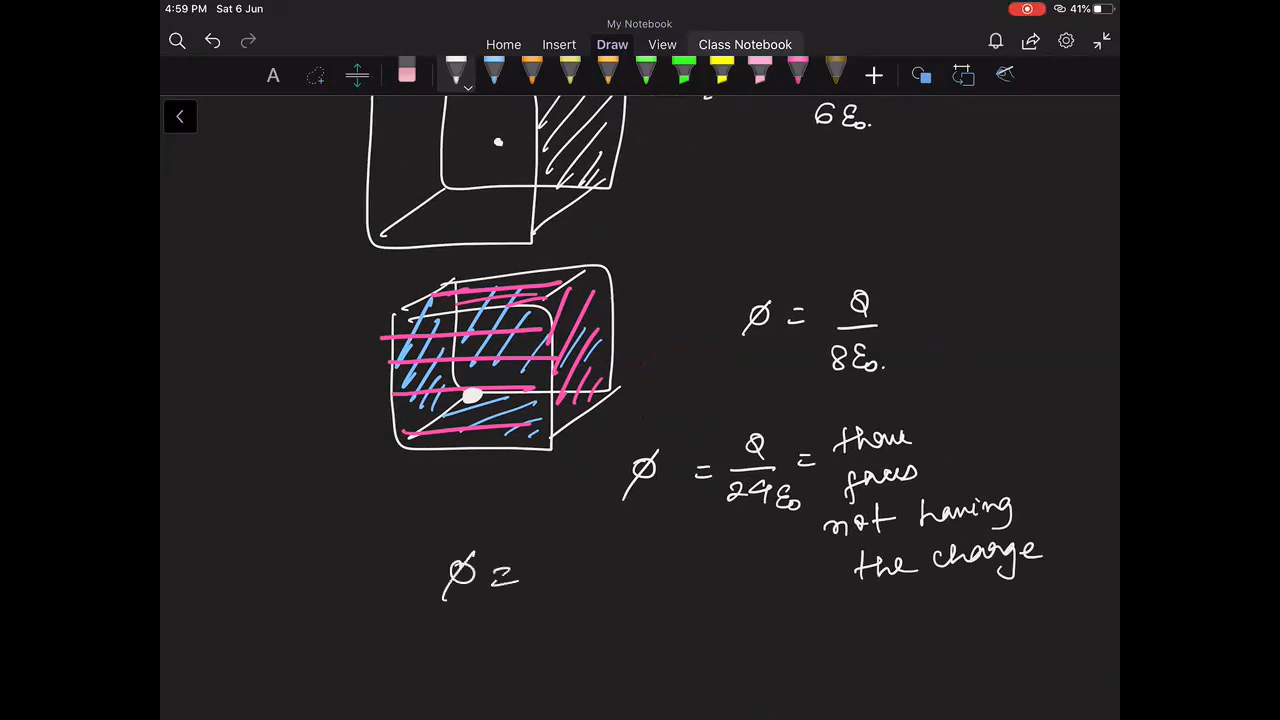 4:59 PM Sat 6 Jun
41%
My Notebook
Home Insert Draw View Class Notebook
A
6ε₀.
φ = Q
8ε₀.
φ = Q = those
24ε₀ faces
not having
the charge
φ =